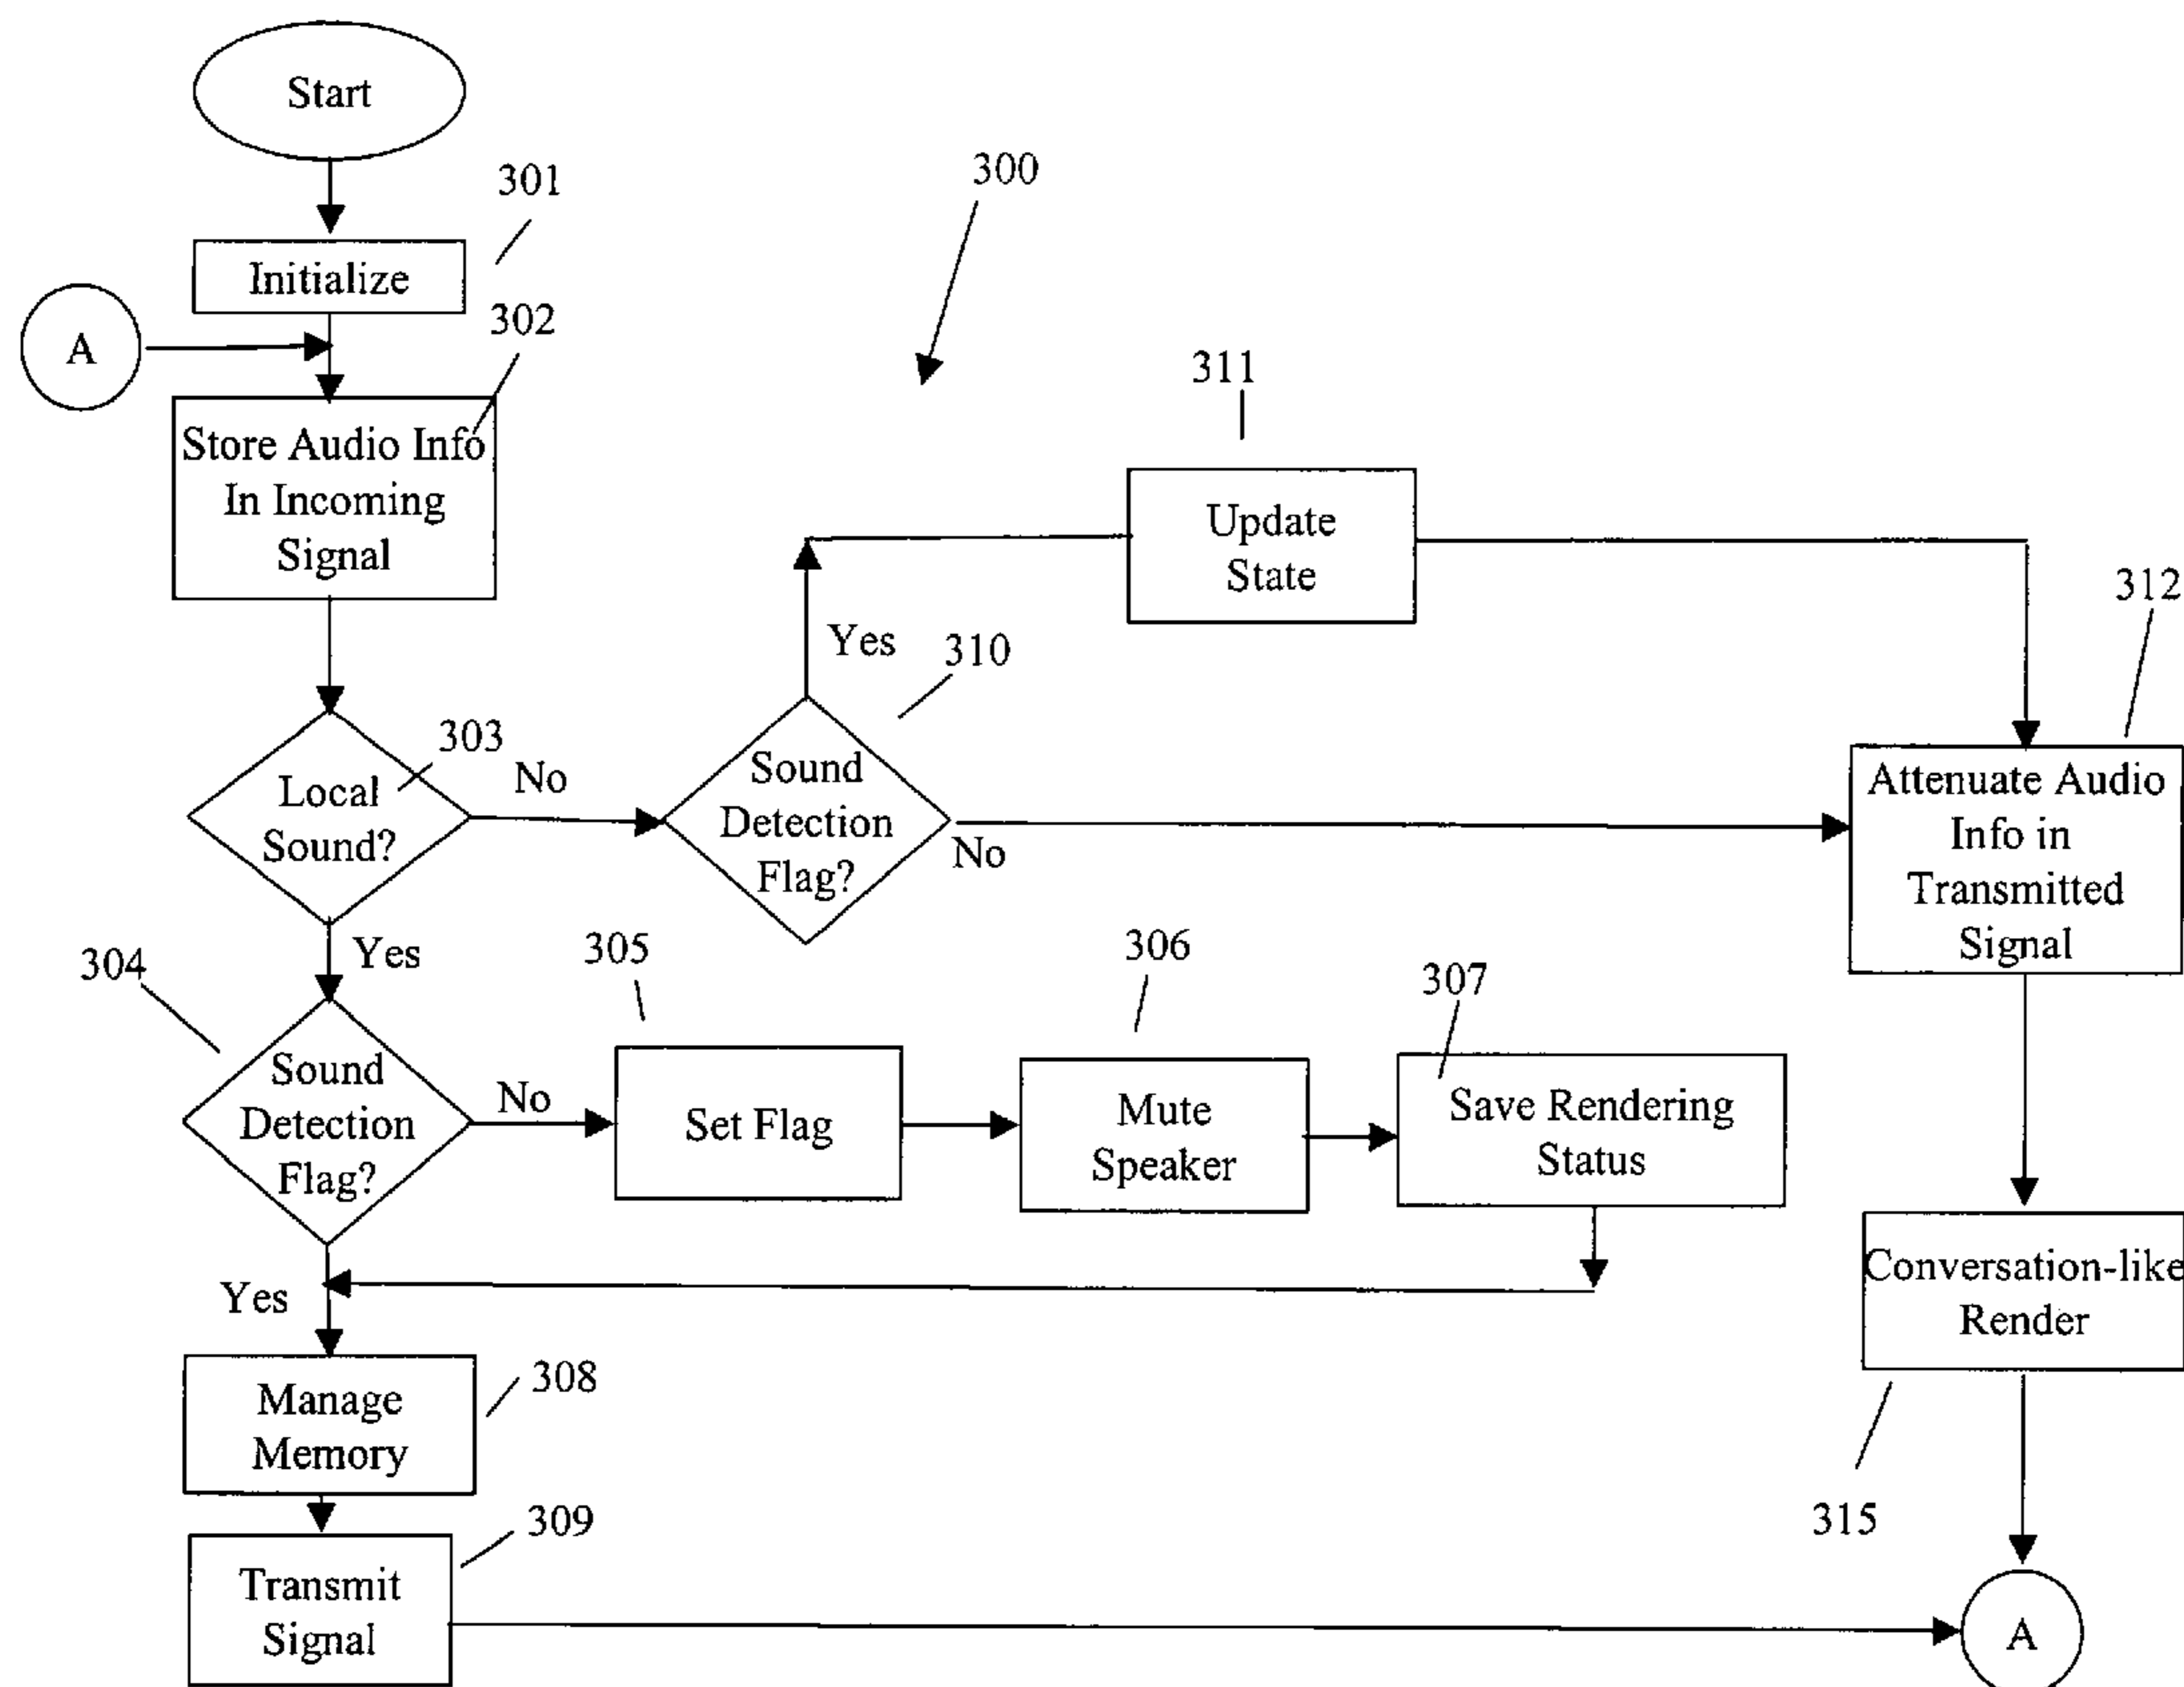 Start
301
300
Initialize
302
A
311
Store Audio Info
In Incoming
Signal
Update
State
312
Yes
310
303
Local
Sound?
No
Sound
Detection
Flag?
No
Attenuate Audio
Info in
Transmitted
Signal
Yes
304
305
306
307
Sound
Detection
Flag?
No
Set Flag
Mute
Speaker
Save Rendering
Status
Conversation-like
Render
Yes
Manage
Memory
308
315
309
Transmit
Signal
A